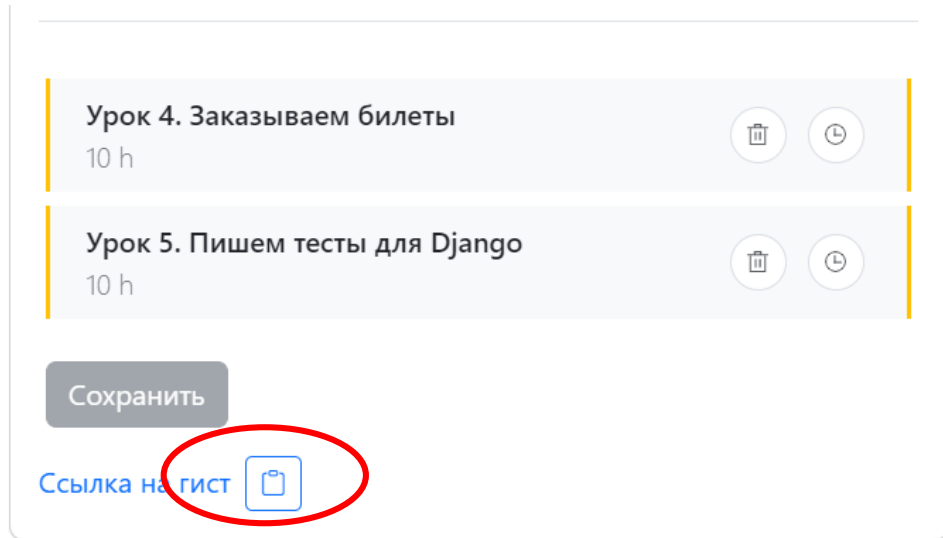 Урок 4. Заказываем билеты
10 h
Урок 5. Пишем тесты для Django
10 h
Сохранить
Ссылка на гист